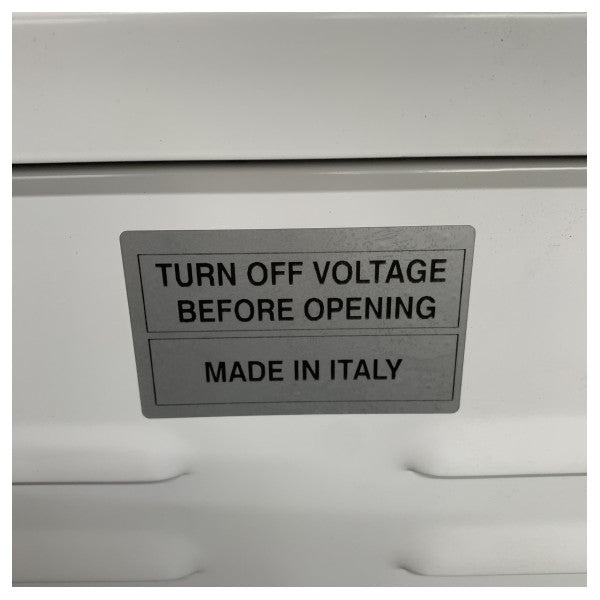 TURN OFF VOLTAGE
BEFORE OPENING
MADE IN ITALY